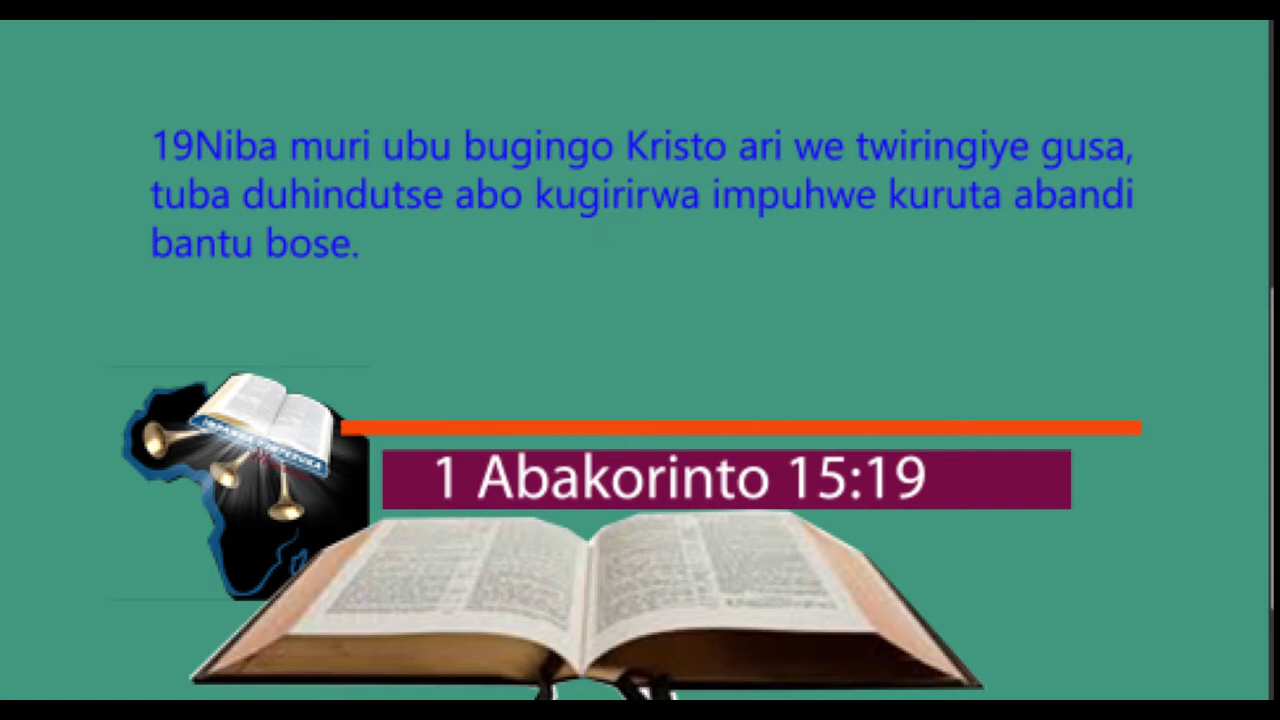 19Niba muri ubu bugingo Kristo ari we twiringiye gusa,
tuba duhindutse abo kugirirwa impuhwe kuruta abandi
bantu bose.
1 Abakorinto 15:19